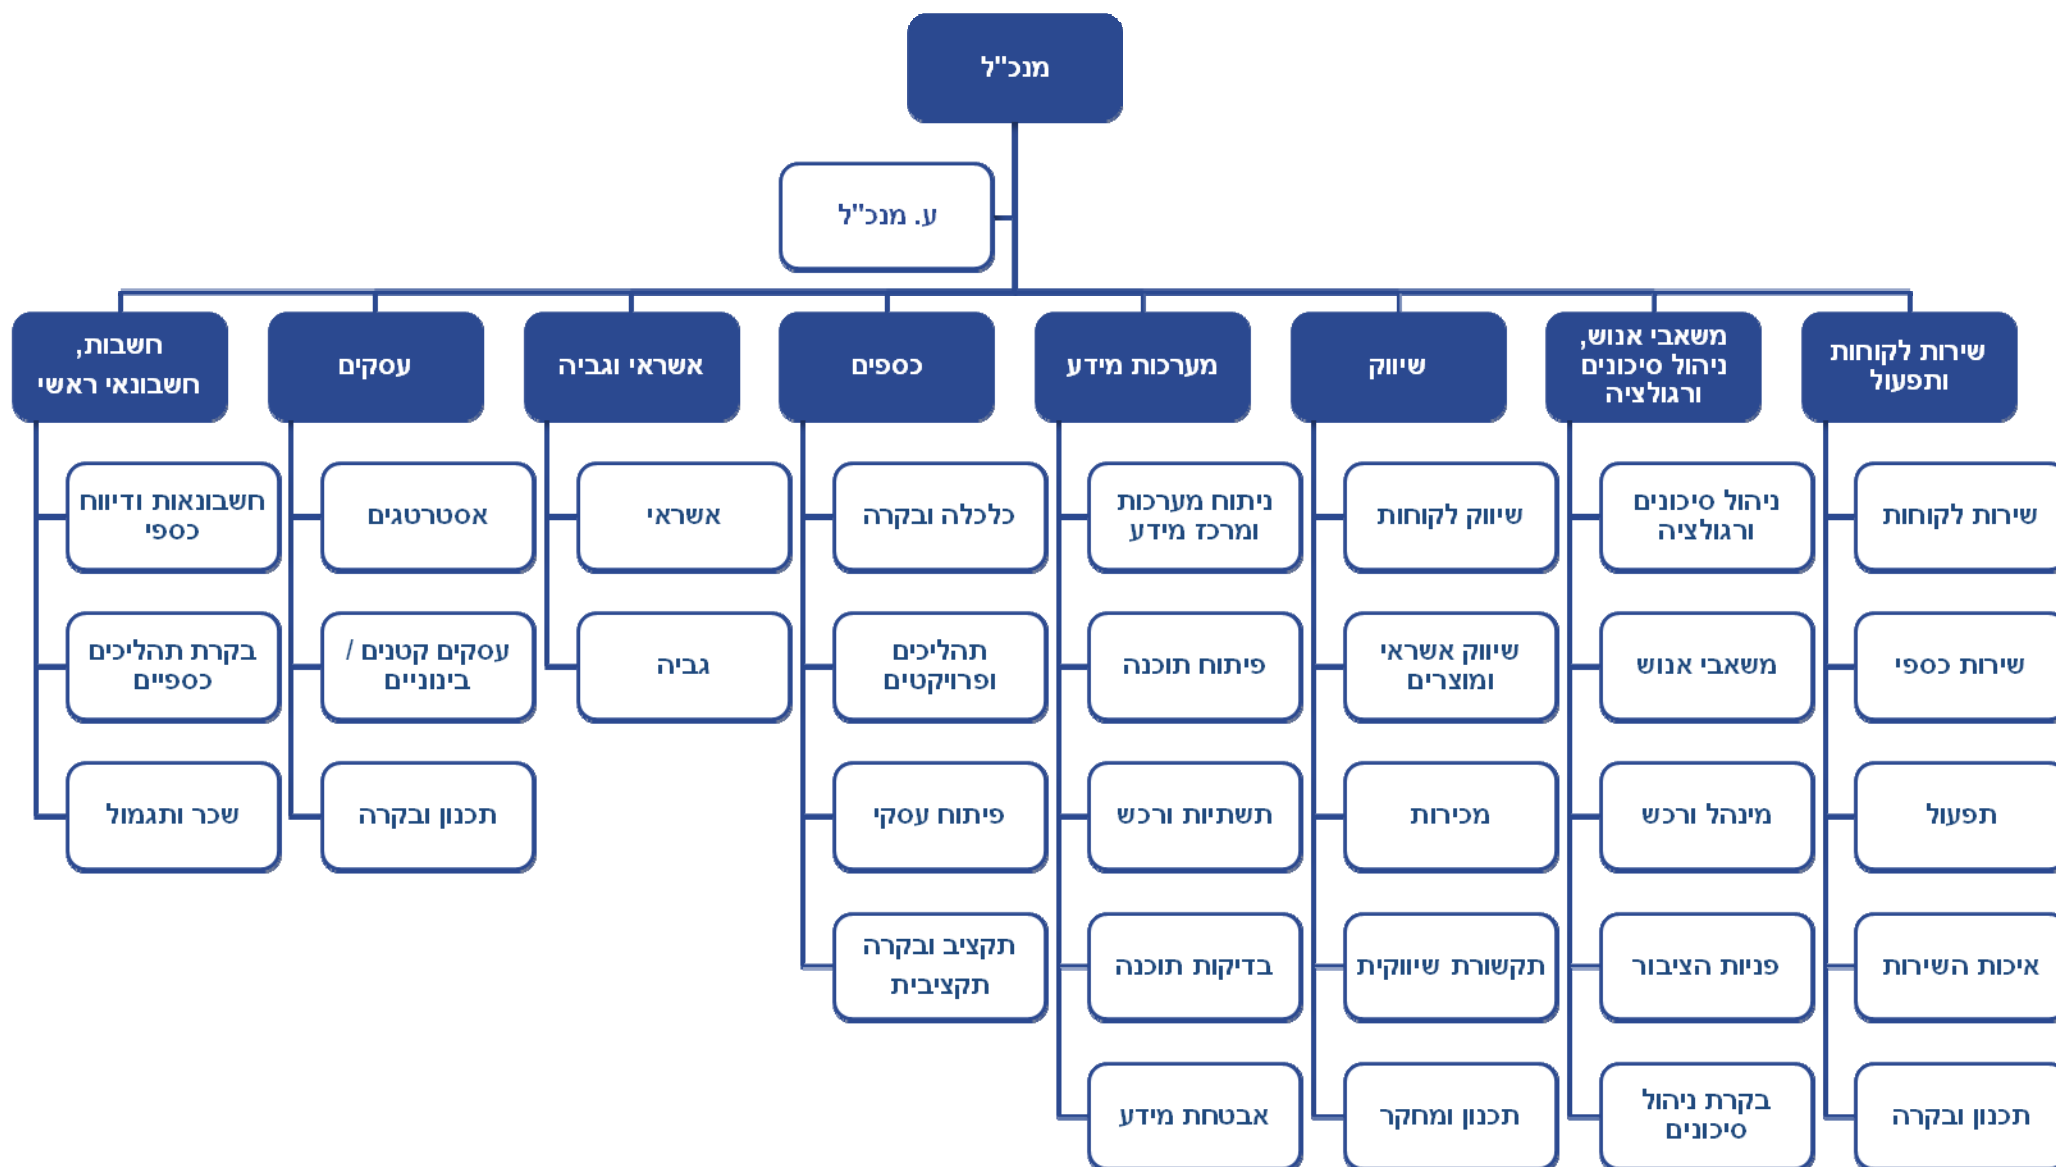 מנכ"ל
ע. מנכ"ל
שירות לקוחות
ותפעול
שירות לקוחות
שירות כספי
תפעול
איכות השירות
תכנון ובקרה
משאבי אנוש,
ניהול סיכונים
ורגולציה
ניהול סיכונים
ורגולציה
משאבי אנוש
מינהל ורכש
פניות הציבור
בקרת ניהול
סיכונים
שיווק
שיווק לקוחות
שיווק אשראי
ומוצרים
מכירות
תקשורת שיווקית
תכנון ומחקר
מערכות מידע
ניתוח מערכות
ומרכז מידע
פיתוח תוכנה
תשתיות ורכש
בדיקות תוכנה
אבטחת מידע
כספים
כלכלה ובקרה
תהליכים
ופרויקטים
פיתוח עסקי
תקציב ובקרה
תקציבית
אשראי וגביה
אשראי
גביה
עסקים
אסטרטגים
עסקים קטנים /
בינוניים
תכנון ובקרה
חשבות,
חשבונאי ראשי
חשבונאות ודיווח
כספי
בקרת תהליכים
כספיים
שכר ותגמול